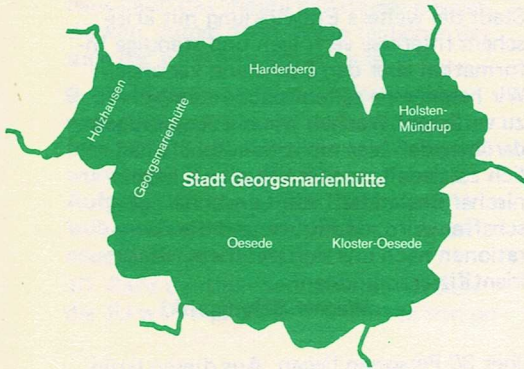 Harderberg
Holzhausen
Georgsmarienhütte
Holsten-
Mündrup
Stadt Georgsmarienhütte
Oesede
Kloster-Oesede